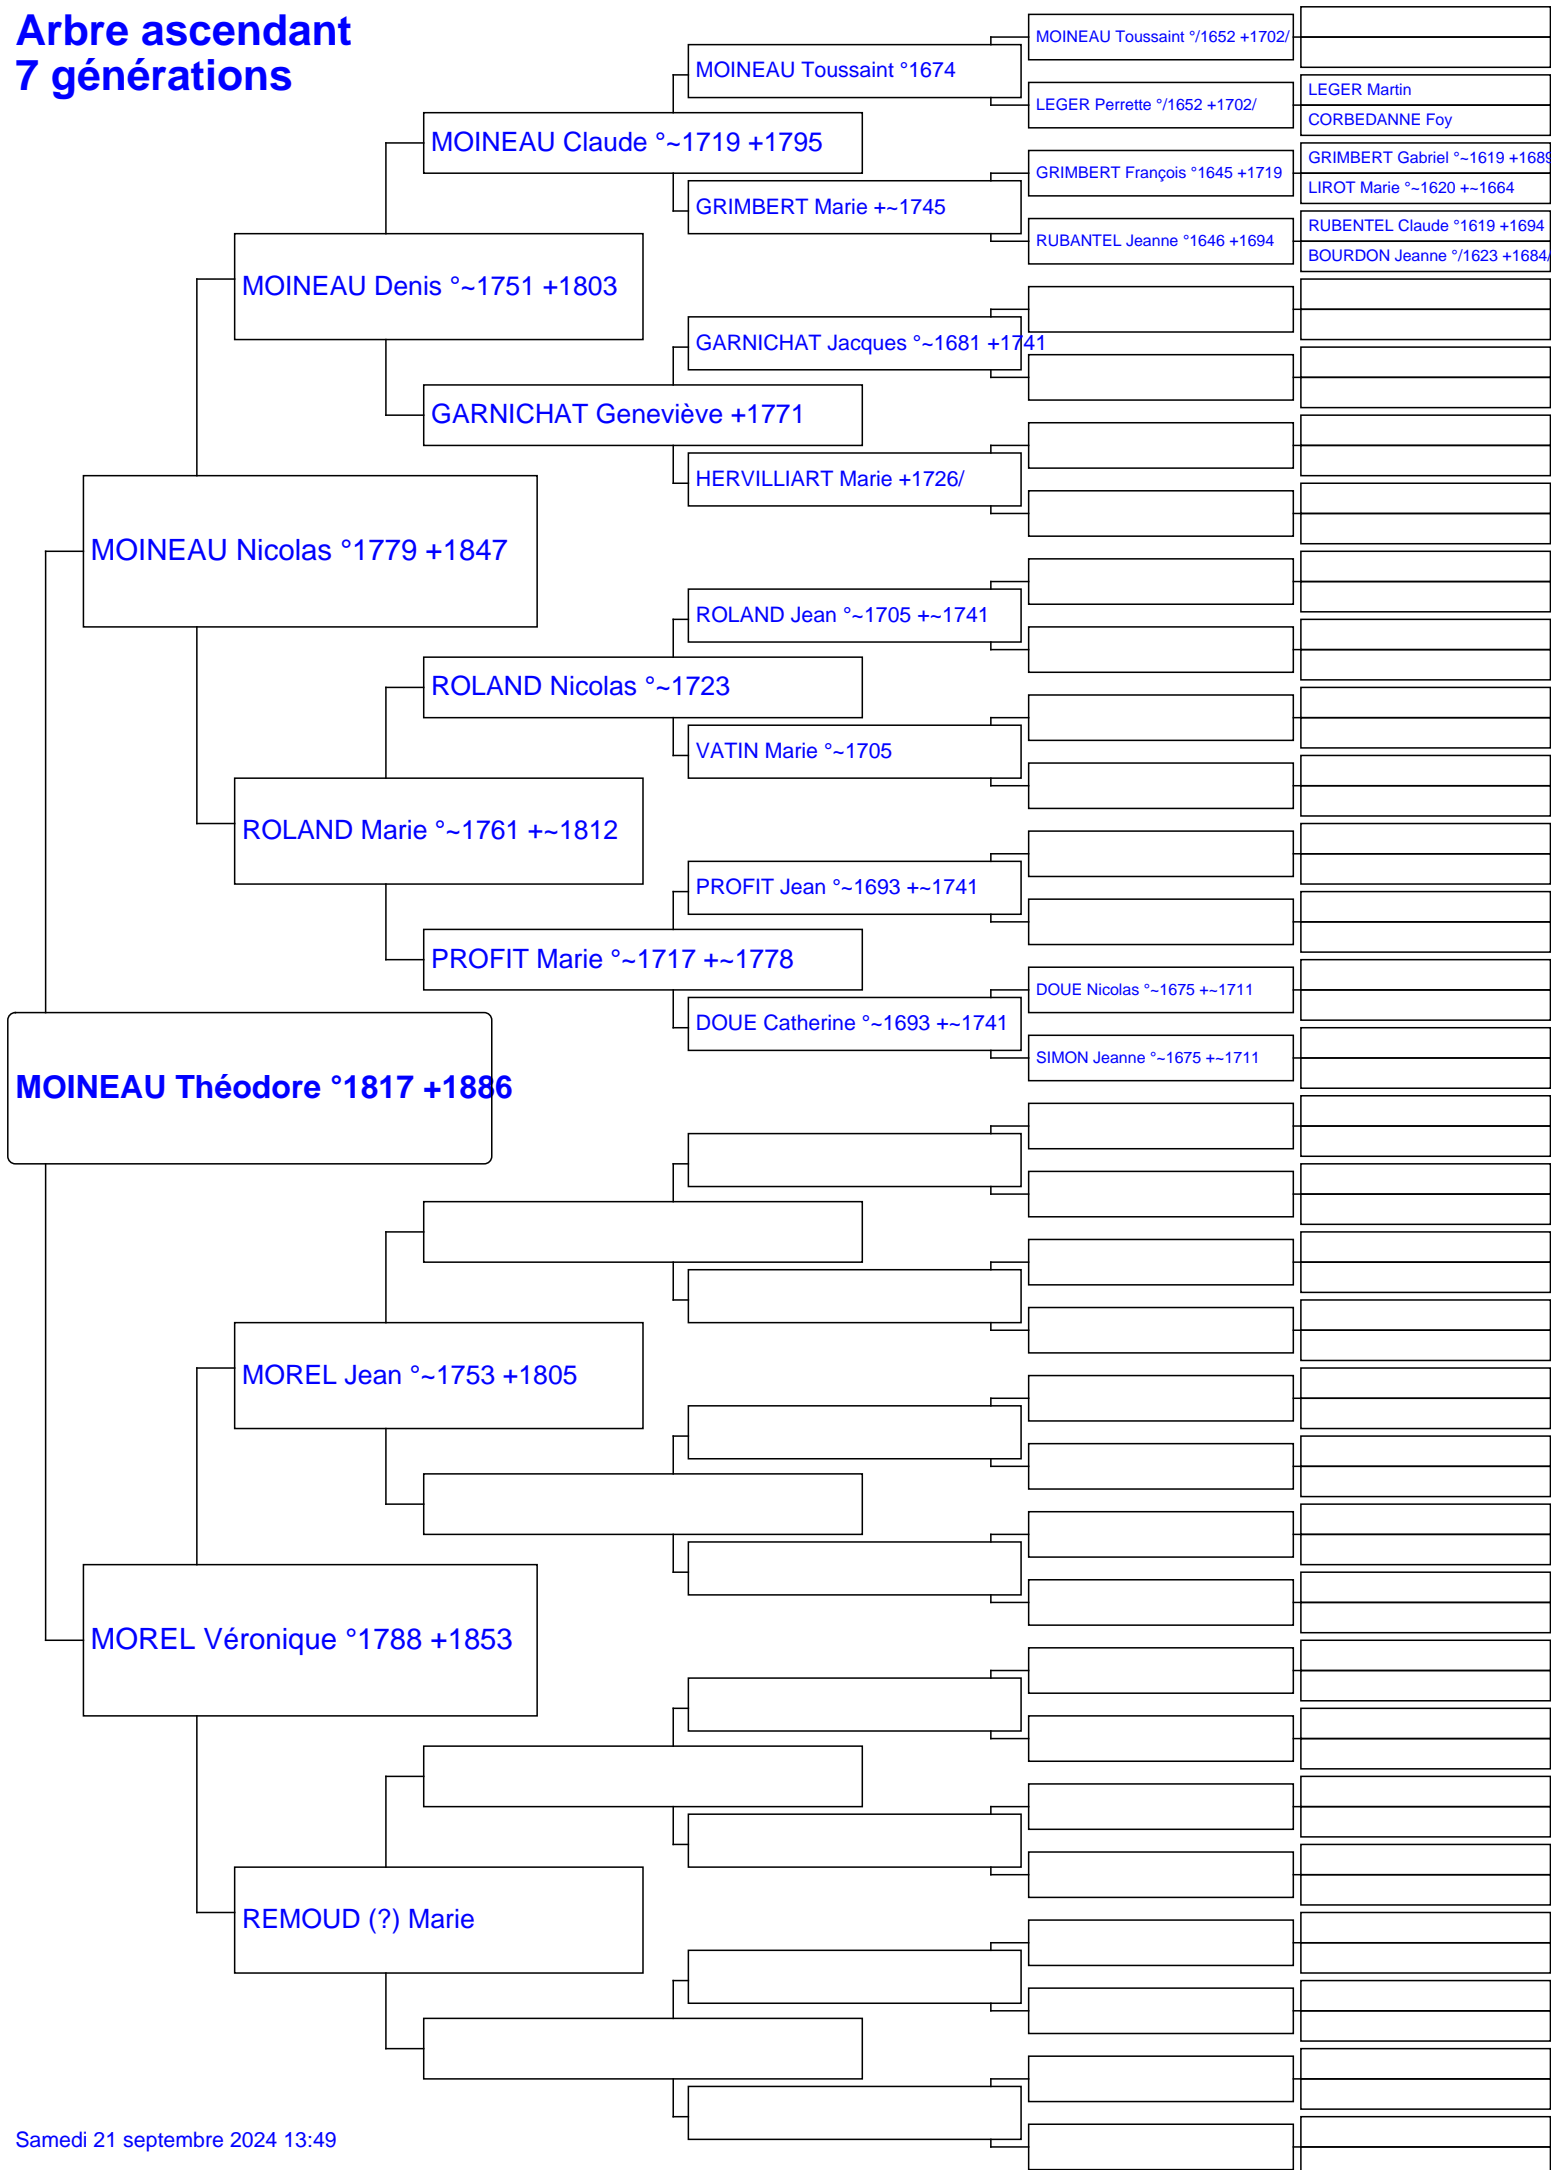 Arbre ascendant
7 générations
MOINEAU Toussaint °/1652 +1702/
MOINEAU Toussaint °1674
LEGER Martin
LEGER Perrette °/1652 +1702/
CORBEDANNE Foy
MOINEAU Claude °~1719 +1795
GRIMBERT Gabriel °~1619 +1689
GRIMBERT François °1645 +1719
LIROT Marie °~1620 +~1664
GRIMBERT Marie +~1745
RUBENTEL Claude °1619 +1694
RUBANTEL Jeanne °1646 +1694
BOURDON Jeanne °/1623 +1684/
MOINEAU Denis °~1751 +1803
GARNICHAT Jacques °~1681 +1741
GARNICHAT Geneviève +1771
HERVILLIART Marie +1726/
MOINEAU Nicolas °1779 +1847
ROLAND Jean °~1705 +~1741
ROLAND Nicolas °~1723
VATIN Marie °~1705
ROLAND Marie °~1761 +~1812
PROFIT Jean °~1693 +~1741
PROFIT Marie °~1717 +~1778
DOUE Nicolas °~1675 +~1711
DOUE Catherine °~1693 +~1741
SIMON Jeanne °~1675 +~1711
MOINEAU Théodore °1817 +1886
MOREL Jean °~1753 +1805
MOREL Véronique °1788 +1853
REMOUD (?) Marie
Samedi 21 septembre 2024 13:49